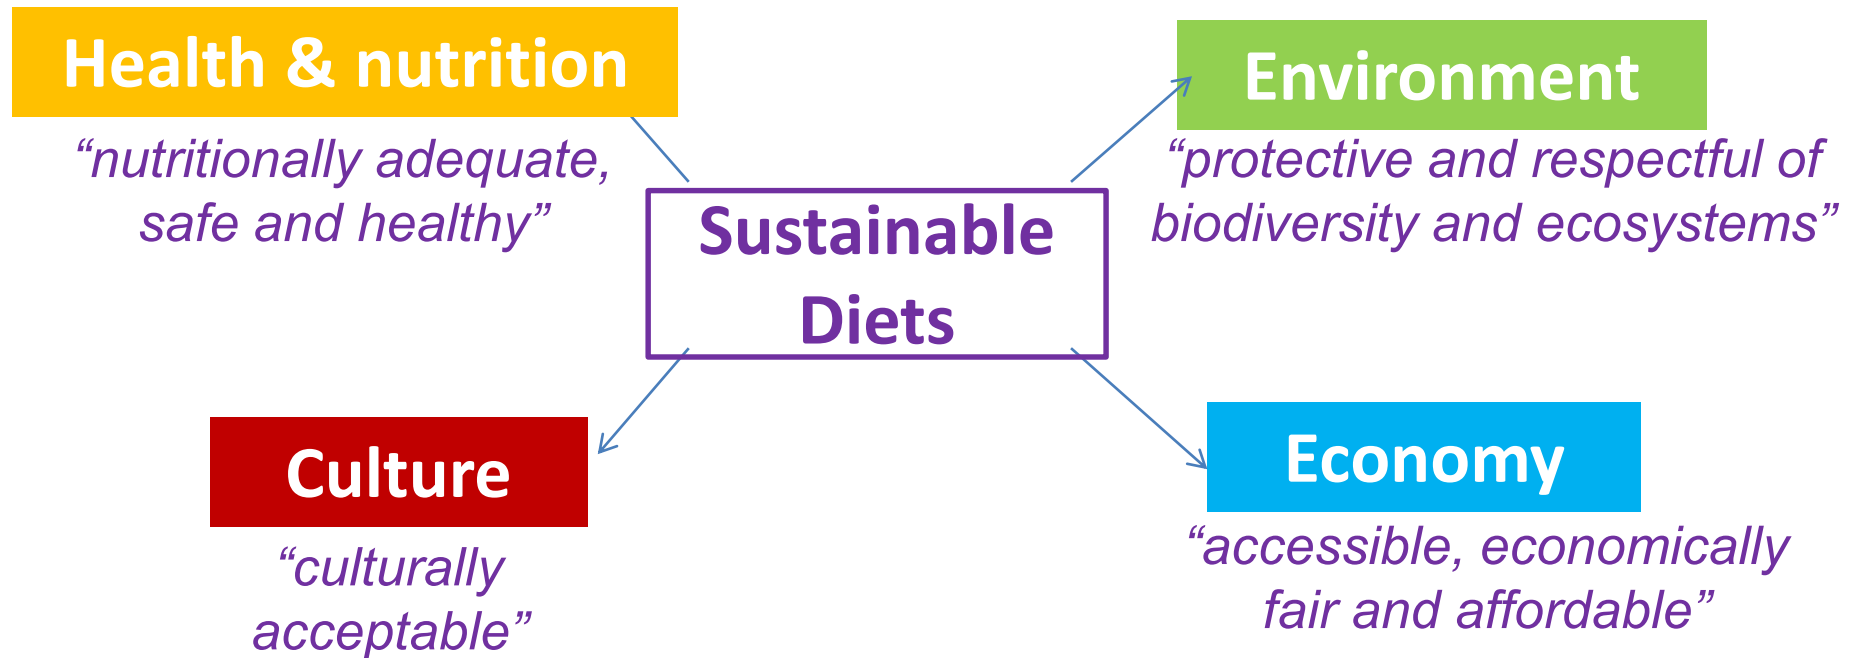 Health & nutrition
“nutritionally adequate,
safe and healthy”
Environment
“protective and respectful of
biodiversity and ecosystems”
Sustainable
Diets
Culture
“culturally
acceptable”
Economy
“accessible, economically
fair and affordable”